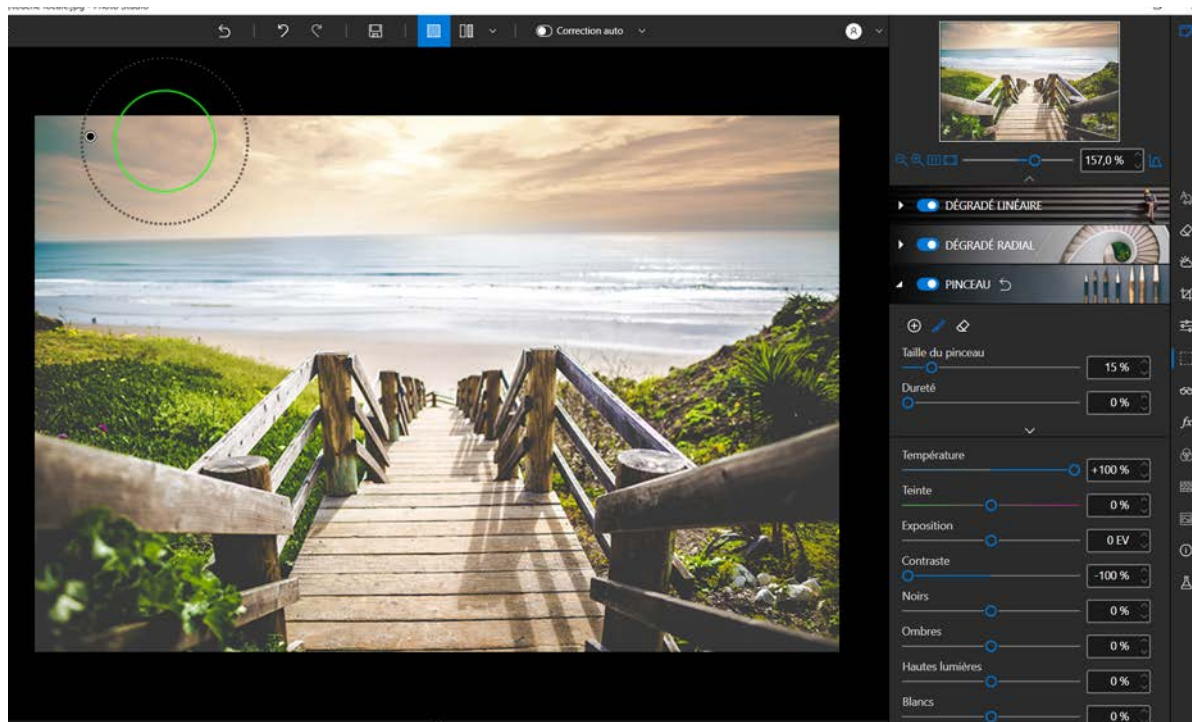 Correction auto
157,0 %
DÉGRADÉ LINÉAIRE
DÉGRADÉ RADIAL
PINCEAU
Taille du pinceau
15 %
Dureté
0 %
Température
+100 %
Teinte
0 %
Exposition
0 EV
Contraste
-100 %
Noirs
0 %
Ombres
0 %
Hautes lumières
0 %
Blancs
0 %